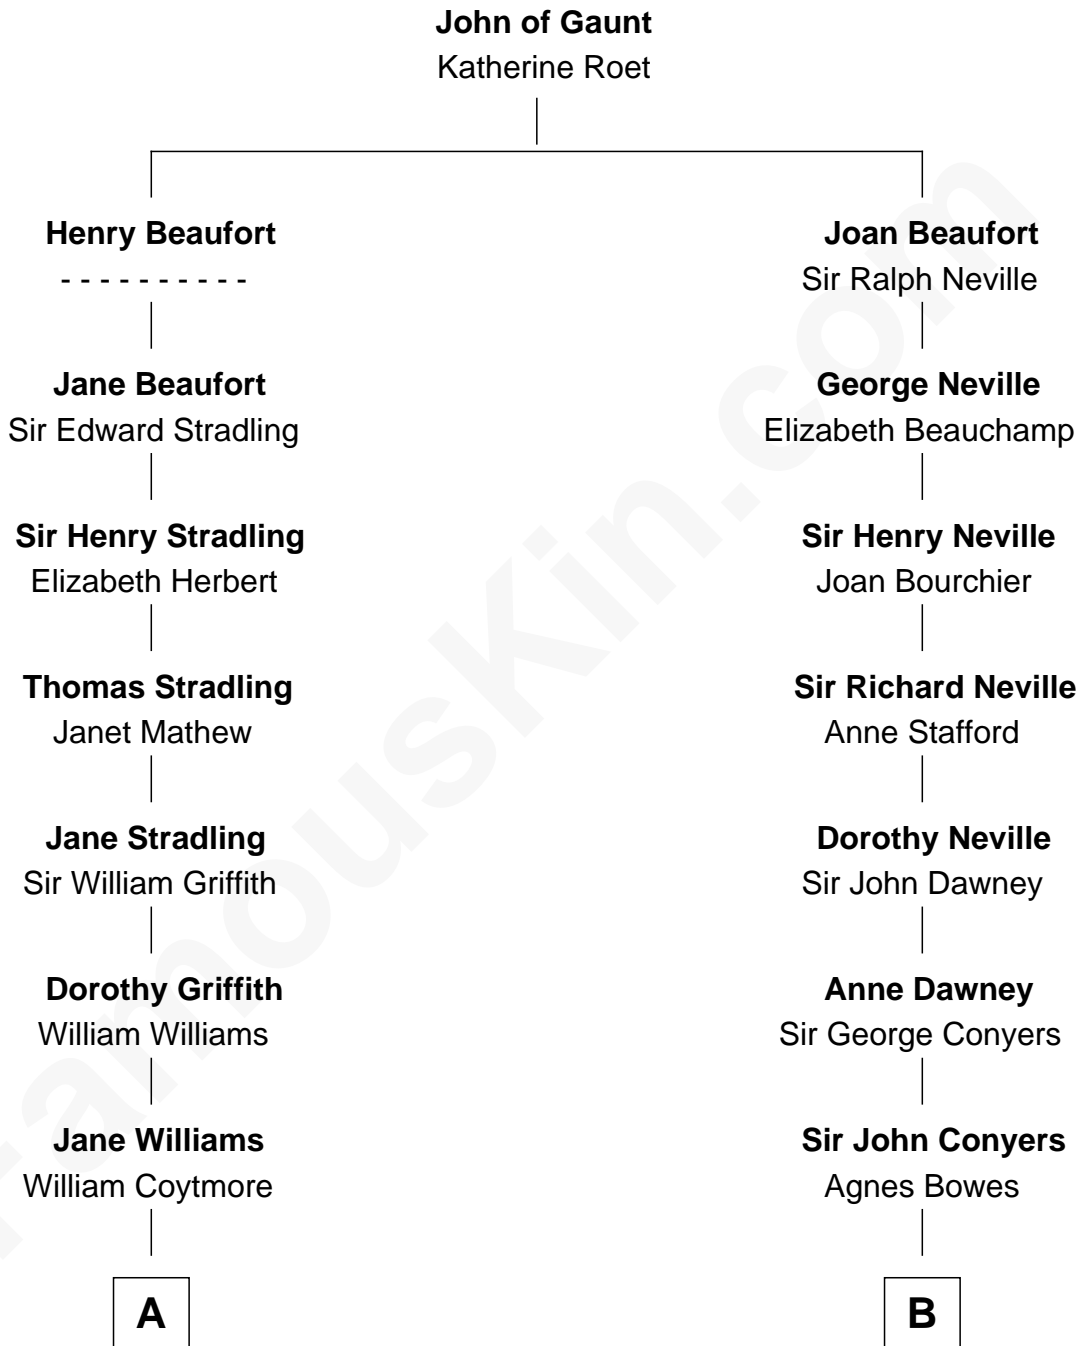 John of Gaunt
Katherine Roet
Henry Beaufort
- - - - - - - - - -
Jane Beaufort
Sir Edward Stradling
Sir Henry Stradling
Elizabeth Herbert
Thomas Stradling
Janet Mathew
Jane Stradling
Sir William Griffith
Dorothy Griffith
William Williams
Jane Williams
William Coytmore
A
Joan Beaufort
Sir Ralph Neville
George Neville
Elizabeth Beauchamp
Sir Henry Neville
Joan Bourchier
Sir Richard Neville
Anne Stafford
Dorothy Neville
Sir John Dawney
Anne Dawney
Sir George Conyers
Sir John Conyers
Agnes Bowes
B
FamousKin.com